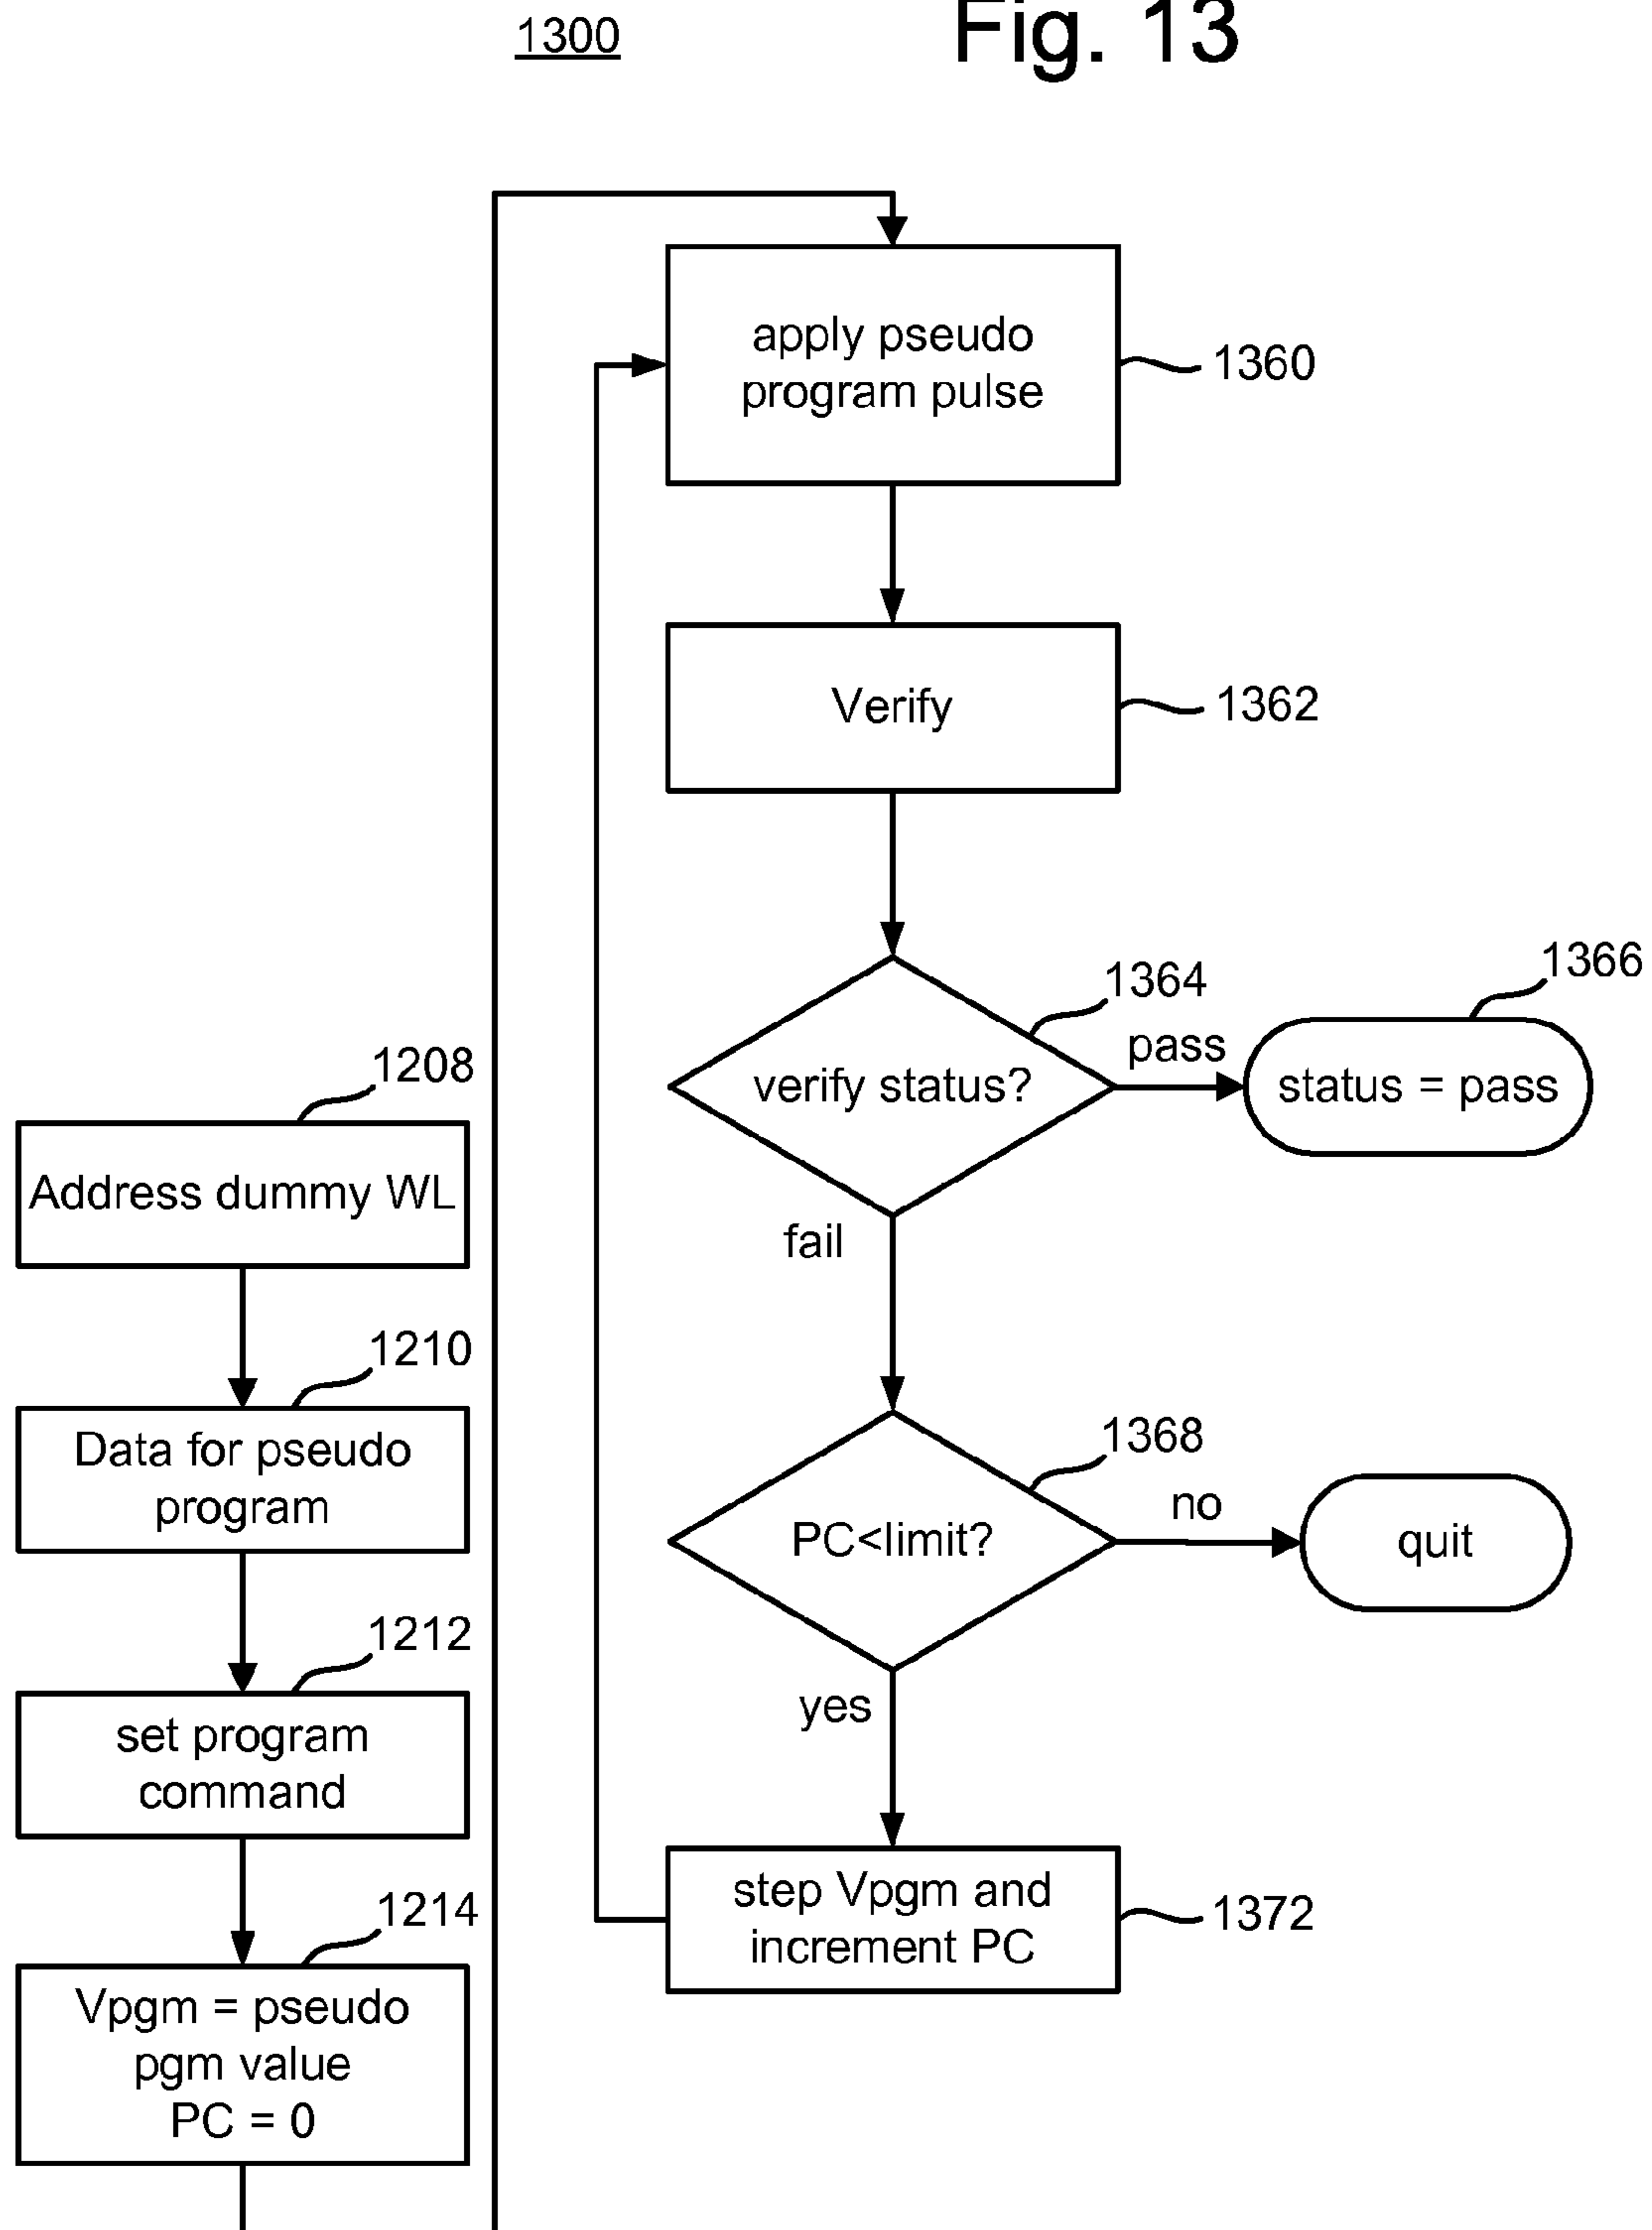 1300
Fig. 13
apply pseudo
program pulse
1360
Verify
1362
1364
verify status?
pass
1366
status = pass
fail
1368
PC<limit?
no
quit
yes
step Vpgm and
increment PC
1372
1208
Address dummy WL
1210
Data for pseudo
program
1212
set program
command
1214
Vpgm = pseudo
pgm value
PC = 0